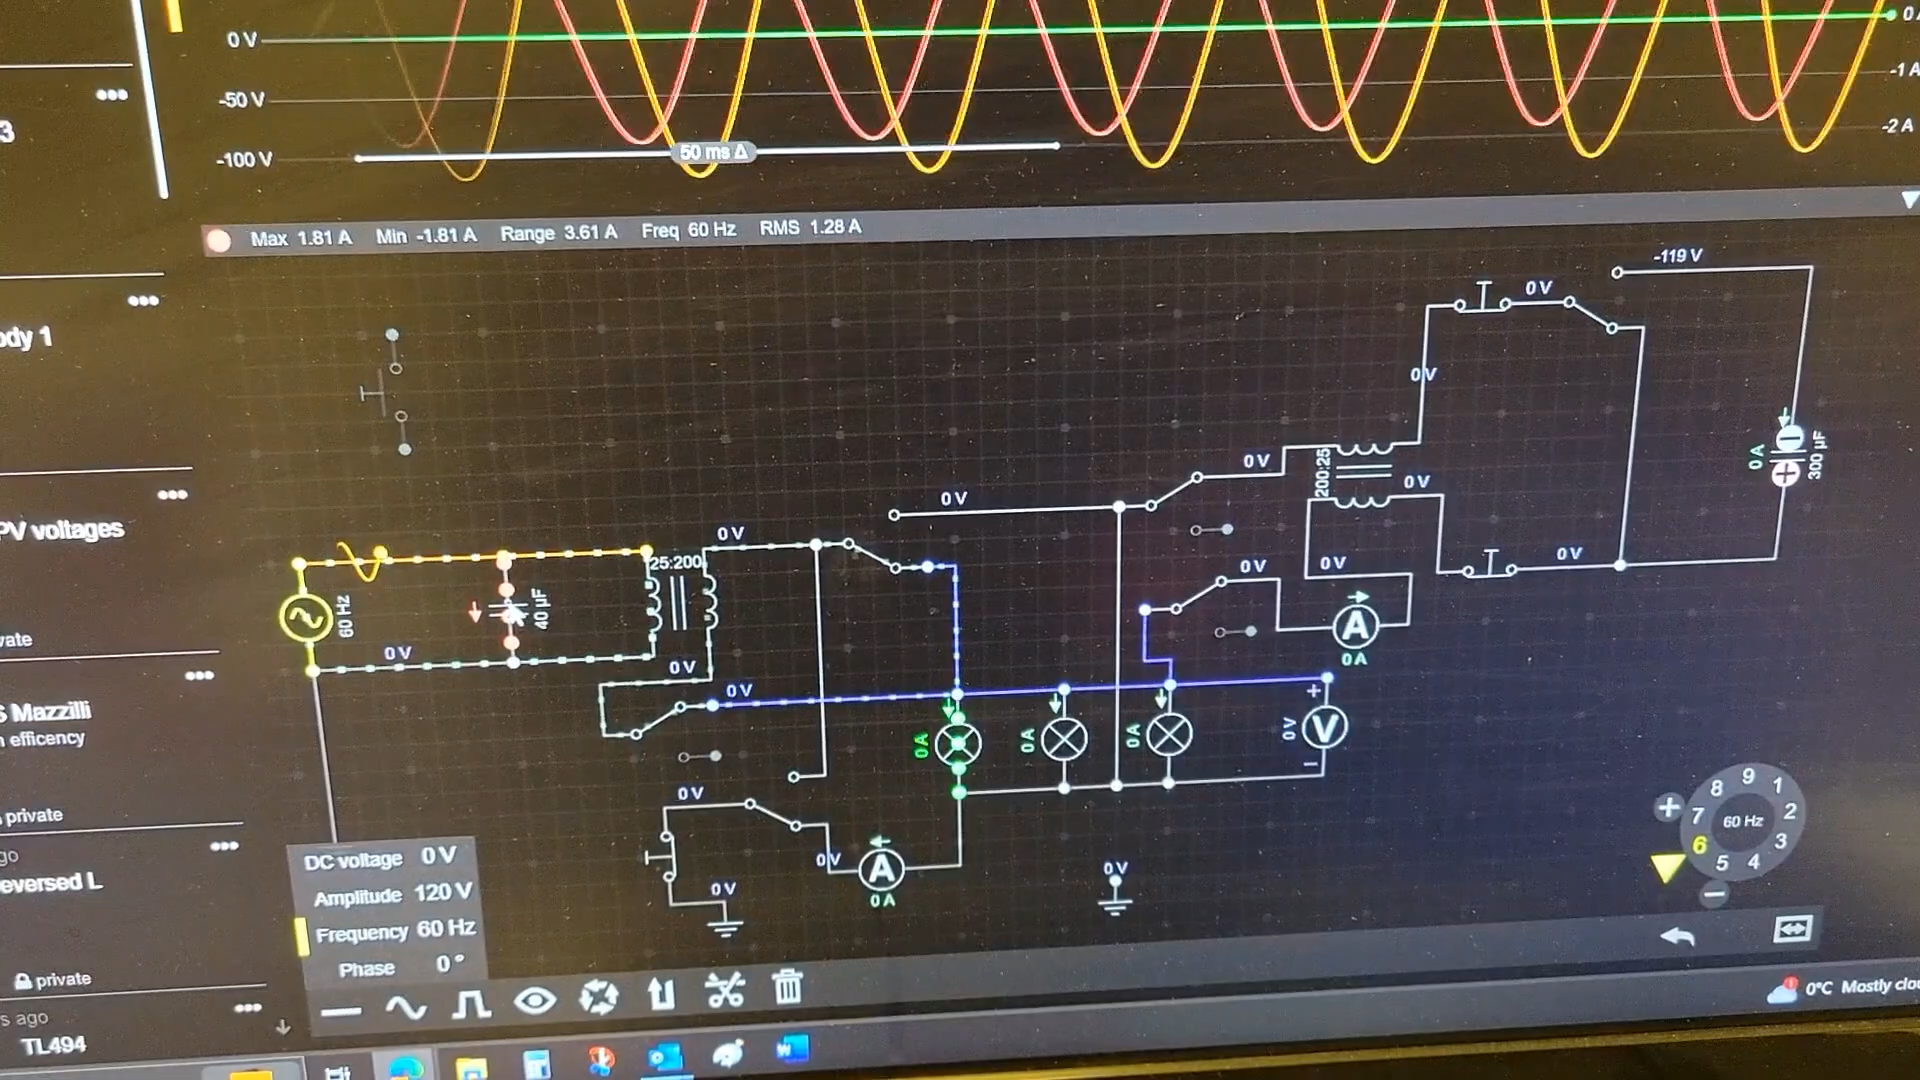 0 V
-50 V
-100 V
50 ms Δ
-1 A
-2 A
Max 1.81 A Min -1.81 A Range 3.61 A Freq 60 Hz RMS 1.28 A
3
ody 1
PV voltages
vate
S Mazzilli
n efficency
private
go
eversed L
private
s ago
TL494
-119 V
0 V
0 V
0 A
300 µF
0 V
200:25
0 V
0 V
0 V
0 V
25:200
60 Hz
40 µF
0 V
0 V
0 V
0 V
0 V
A
0 A
0 A
0 A
0 A
0 V
+
V
−
0 V
0 V
A
0 A
0 V
0 V
DC voltage 0 V
Amplitude 120 V
Frequency 60 Hz
Phase 0 °
9
8 1
+ 7 60 Hz 2
6 3
5 4
−
0°C Mostly clou